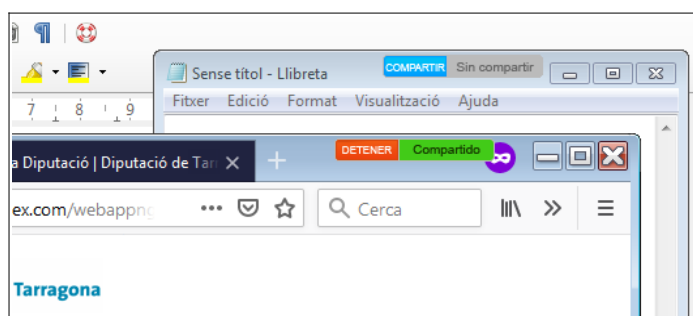 Sense títol - Llibreta
COMPARTIR Sin compartir
7 8 9
Fitxer Edició Format Visualització Ajuda
a Diputació | Diputació de Tar
DETENER Compartido
ex.com/webappn
Cerca
Tarragona